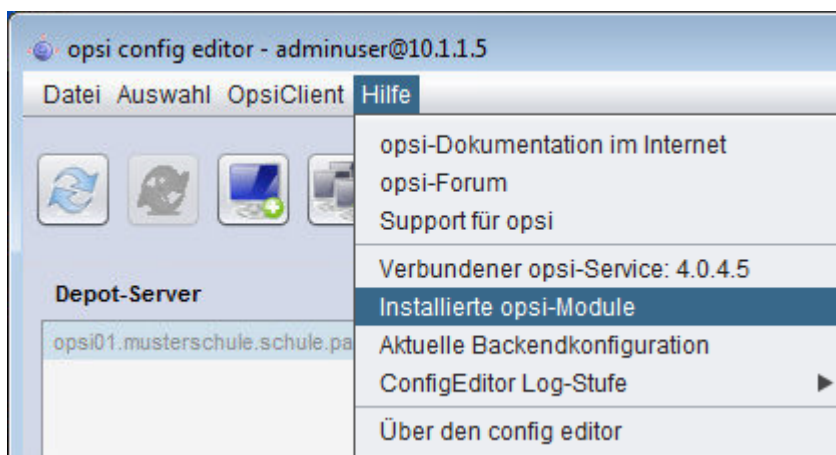 opsi config editor - adminuser@10.1.1.5
Datei Auswahl OpsiClient Hilfe
opsi-Dokumentation im Internet
opsi-Forum
Support für opsi
Verbundener opsi-Service: 4.0.4.5
Depot-Server
Installierte opsi-Module
opsi01.musterschule.schule.pa
Aktuelle Backendkonfiguration
ConfigEditor Log-Stufe
Über den config editor